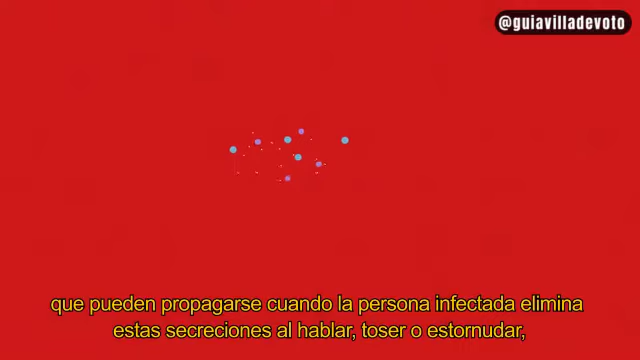 @guiavilladevoto
que pueden propagarse cuando la persona infectada elimina
estas secreciones al hablar, toser o estornudar,